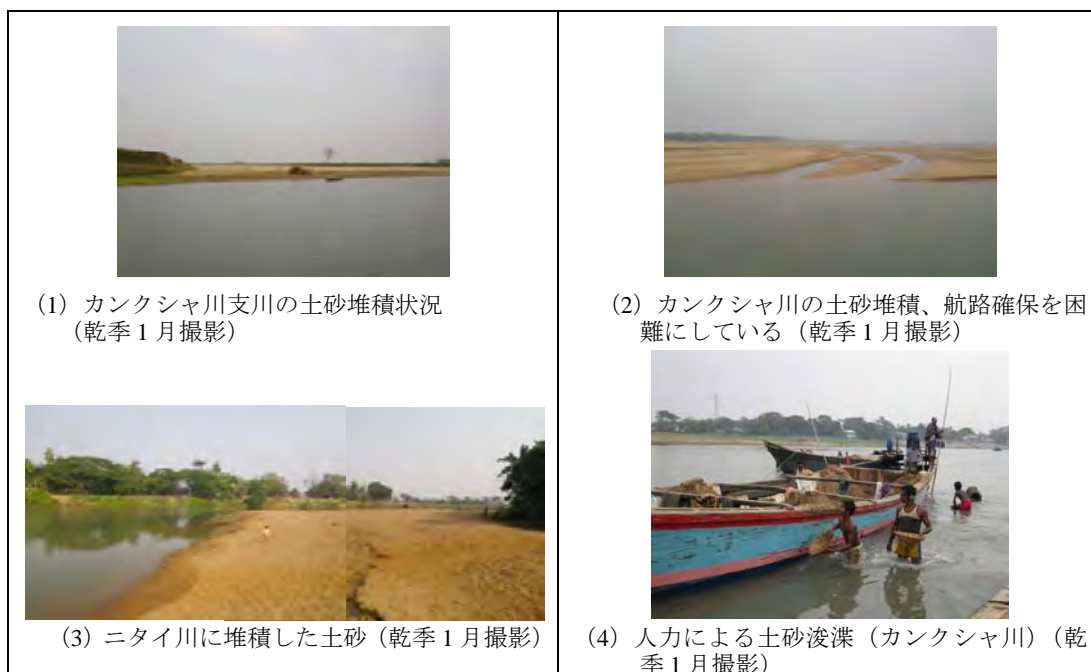 (1) カンクシャ川支川の土砂堆積状況
(乾季 1 月撮影)
(2) カンクシャ川の土砂堆積、航路確保を困
難にしている(乾季 1 月撮影)
(3) ニタイ川に堆積した土砂(乾季 1 月撮影)
(4) 人力による土砂浚渫(カンクシャ川)(乾
季 1 月撮影)